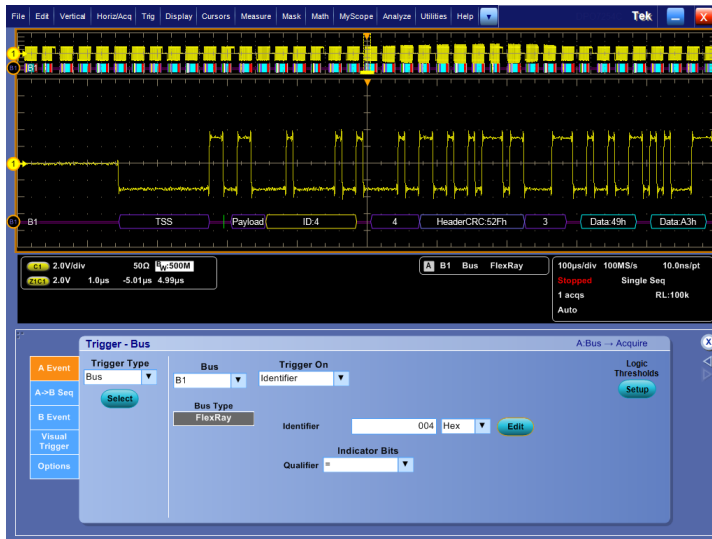 File Edit Vertical Horiz/Acq Trig Display Cursors Measure Mask Math MyScope Analyze Utilities Help Tek X
1
B1 B1
1
B1 B1 TSS Payload ID:4 4 HeaderCRC:52Fh 3 Data:49h Data:A3h
C1 2.0V/div 50Ω BW:500M
Z1C1 2.0V 1.0µs -5.01µs 4.99µs
A B1 Bus FlexRay
100µs/div 100MS/s 10.0ns/pt
Stopped Single Seq
1 acqs RL:100k
Auto
Trigger - Bus A:Bus → Acquire X
A Event
A->B Seq
B Event
Visual
Trigger
Options
Trigger Type
Bus
Select
Bus
B1
Bus Type
FlexRay
Trigger On
Identifier
Identifier 004 Hex Edit
Indicator Bits
Qualifier =
Logic
Thresholds
Setup